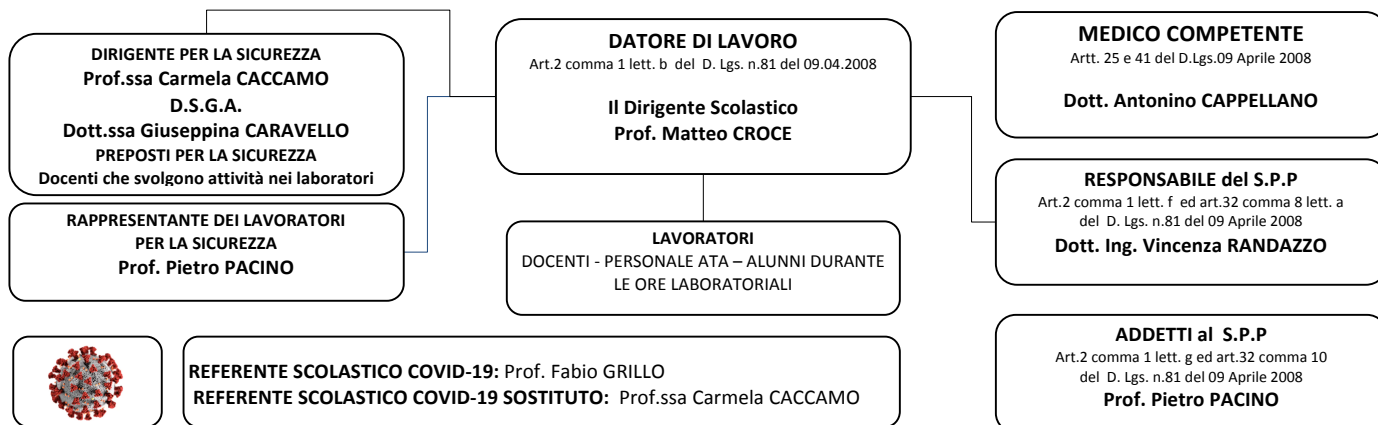 DIRIGENTE PER LA SICUREZZA
Prof.ssa Carmela CACCAMO
D.S.G.A.
Dott.ssa Giuseppina CARAVELLO
PREPOSTI PER LA SICUREZZA
Docenti che svolgono attività nei laboratori
RAPPRESENTANTE DEI LAVORATORI
PER LA SICUREZZA
Prof. Pietro PACINO
DATORE DI LAVORO
Art.2 comma 1 lett. b del D. Lgs. n.81 del 09.04.2008
Il Dirigente Scolastico
Prof. Matteo CROCE
LAVORATORI
DOCENTI - PERSONALE ATA – ALUNNI DURANTE
LE ORE LABORATORIALI
MEDICO COMPETENTE
Artt. 25 e 41 del D.Lgs.09 Aprile 2008
Dott. Antonino CAPPELLANO
RESPONSABILE del S.P.P
Art.2 comma 1 lett. f ed art.32 comma 8 lett. a
del D. Lgs. n.81 del 09 Aprile 2008
Dott. Ing. Vincenza RANDAZZO
ADDETTI al S.P.P
Art.2 comma 1 lett. g ed art.32 comma 10
del D. Lgs. n.81 del 09 Aprile 2008
Prof. Pietro PACINO
REFERENTE SCOLASTICO COVID-19: Prof. Fabio GRILLO
REFERENTE SCOLASTICO COVID-19 SOSTITUTO: Prof.ssa Carmela CACCAMO